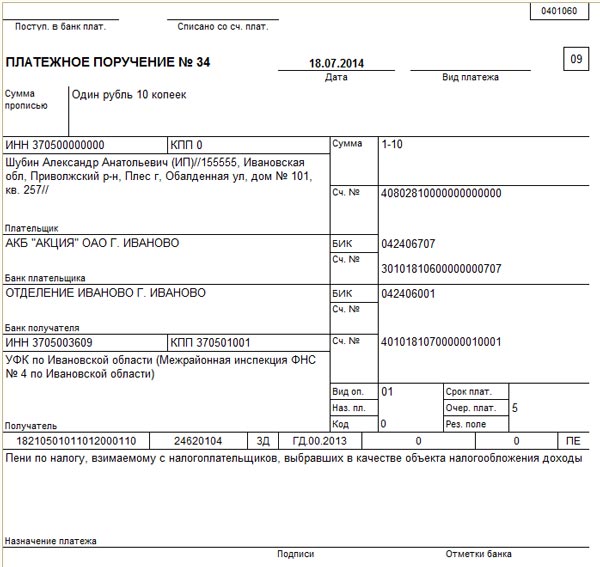 0401060
Поступ. в банк плат.
Списано со сч. плат.
ПЛАТЕЖНОЕ ПОРУЧЕНИЕ № 34
18.07.2014
09
Дата
Вид платежа
Сумма прописью
Один рубль 10 копеек
ИНН 370500000000
КПП 0
Сумма
1-10
Шубин Александр Анатольевич (ИП)//155555, Ивановская
обл, Приволжский р-н, Плес г, Обалденная ул, дом № 101,
кв. 257//
Сч. №
40802810000000000000
Плательщик
АКБ "АКЦИЯ" ОАО Г. ИВАНОВО
БИК
042406707
Сч. №
30101810600000000707
Банк плательщика
ОТДЕЛЕНИЕ ИВАНОВО Г. ИВАНОВО
БИК
042406001
Сч. №
Банк получателя
ИНН 3705003609
КПП 370501001
Сч. №
40101810700000010001
УФК по Ивановской области (Межрайонная инспекция ФНС
№ 4 по Ивановской области)
Вид оп.
01
Срок плат.
Наз. пл.
Очер. плат.
5
Получатель
Код
0
Рез. поле
18210501011012000110
24620104
ЗД
ГД.00.2013
0
0
ПЕ
Пени по налогу, взимаемому с налогоплательщиков, выбравших в качестве объекта налогообложения доходы
Назначение платежа
Подписи
Отметки банка